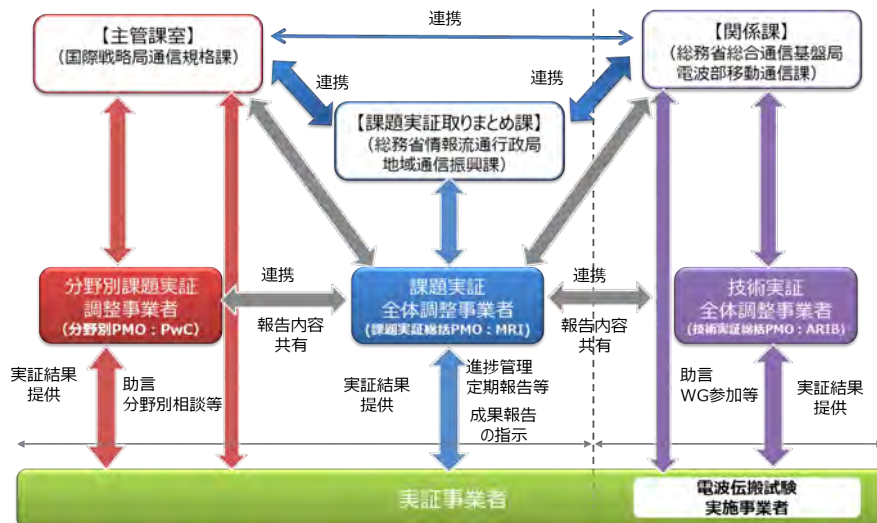 連携
【主管課室】
(国際戦略局通信規格課)
【関係課】
(総務省総合通信基盤局
電波部移動通信課)
連携
連携
【課題実証取りまとめ課】
(総務省情報流通行政局
地域通信振興課)
分野別課題実証
調整事業者
(分野別PMO:PwC)
連携
報告内容
共有
課題実証
全体調整事業者
(課題実証総括PMO:MRI)
連携
報告内容
共有
技術実証
全体調整事業者
(技術実証総括PMO:ARIB)
実証結果
提供
助言
分野別相談等
実証結果
提供
進捗管理
定期報告等
成果報告
の指示
助言
WG参加等
実証結果
提供
実証事業者
電波伝搬試験
実施事業者